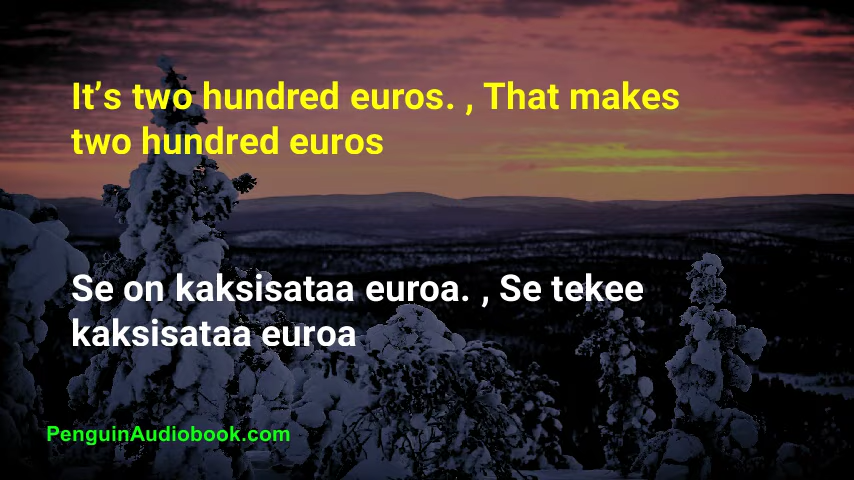 It’s two hundred euros. , That makes
two hundred euros
Se on kaksisataa euroa. , Se tekee
kaksisataa euroa
PenguinAudiobook.com